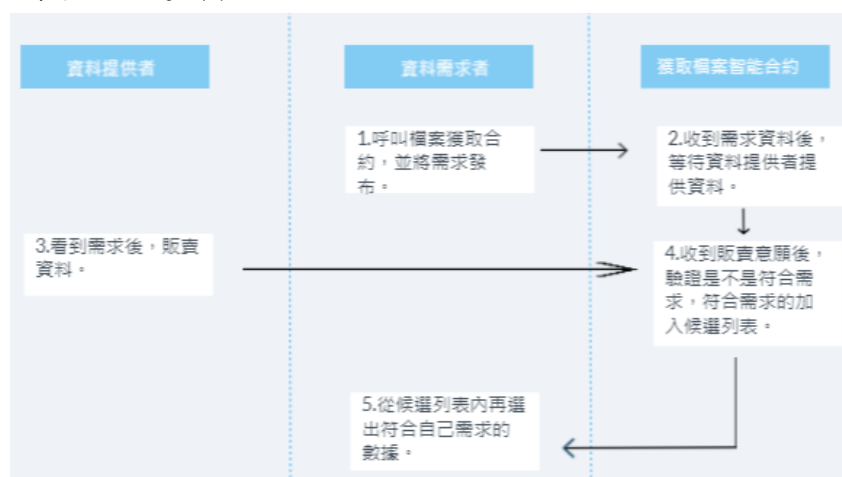 資料提供者
資料需求者
獲取檔案智能合約
1.呼叫檔案獲取合
約，並將需求發
布。
2.收到需求資料後，
等待資料提供者提
供資料。
3.看到需求後，販賣
資料。
4.收到販賣意願後，
驗證是不是符合需
求，符合需求的加
入候選列表。
5.從候選列表內再選
出符合自己需求的
數據。